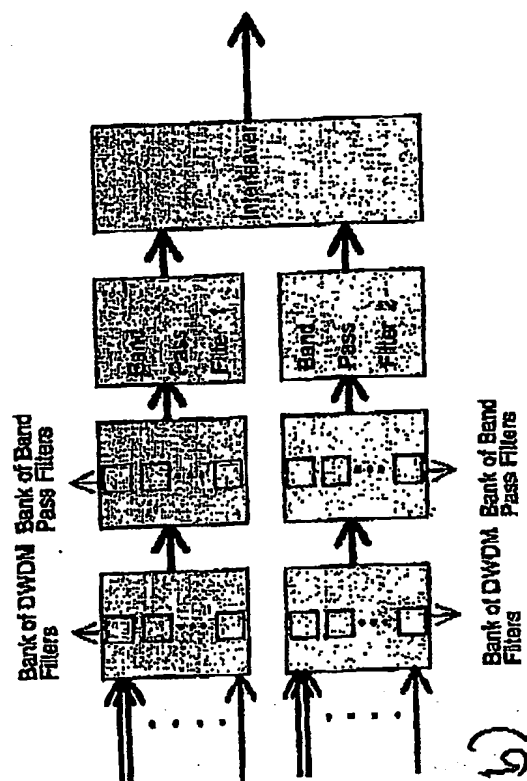 Bank of DWDM
Filters
Bank of Band
Pass Filters
Band
Pass
Filter
Interleaver
Band
Pass
Filter 2
Bank of DWDM
Filters
Bank of Band
Pass Filters
b)